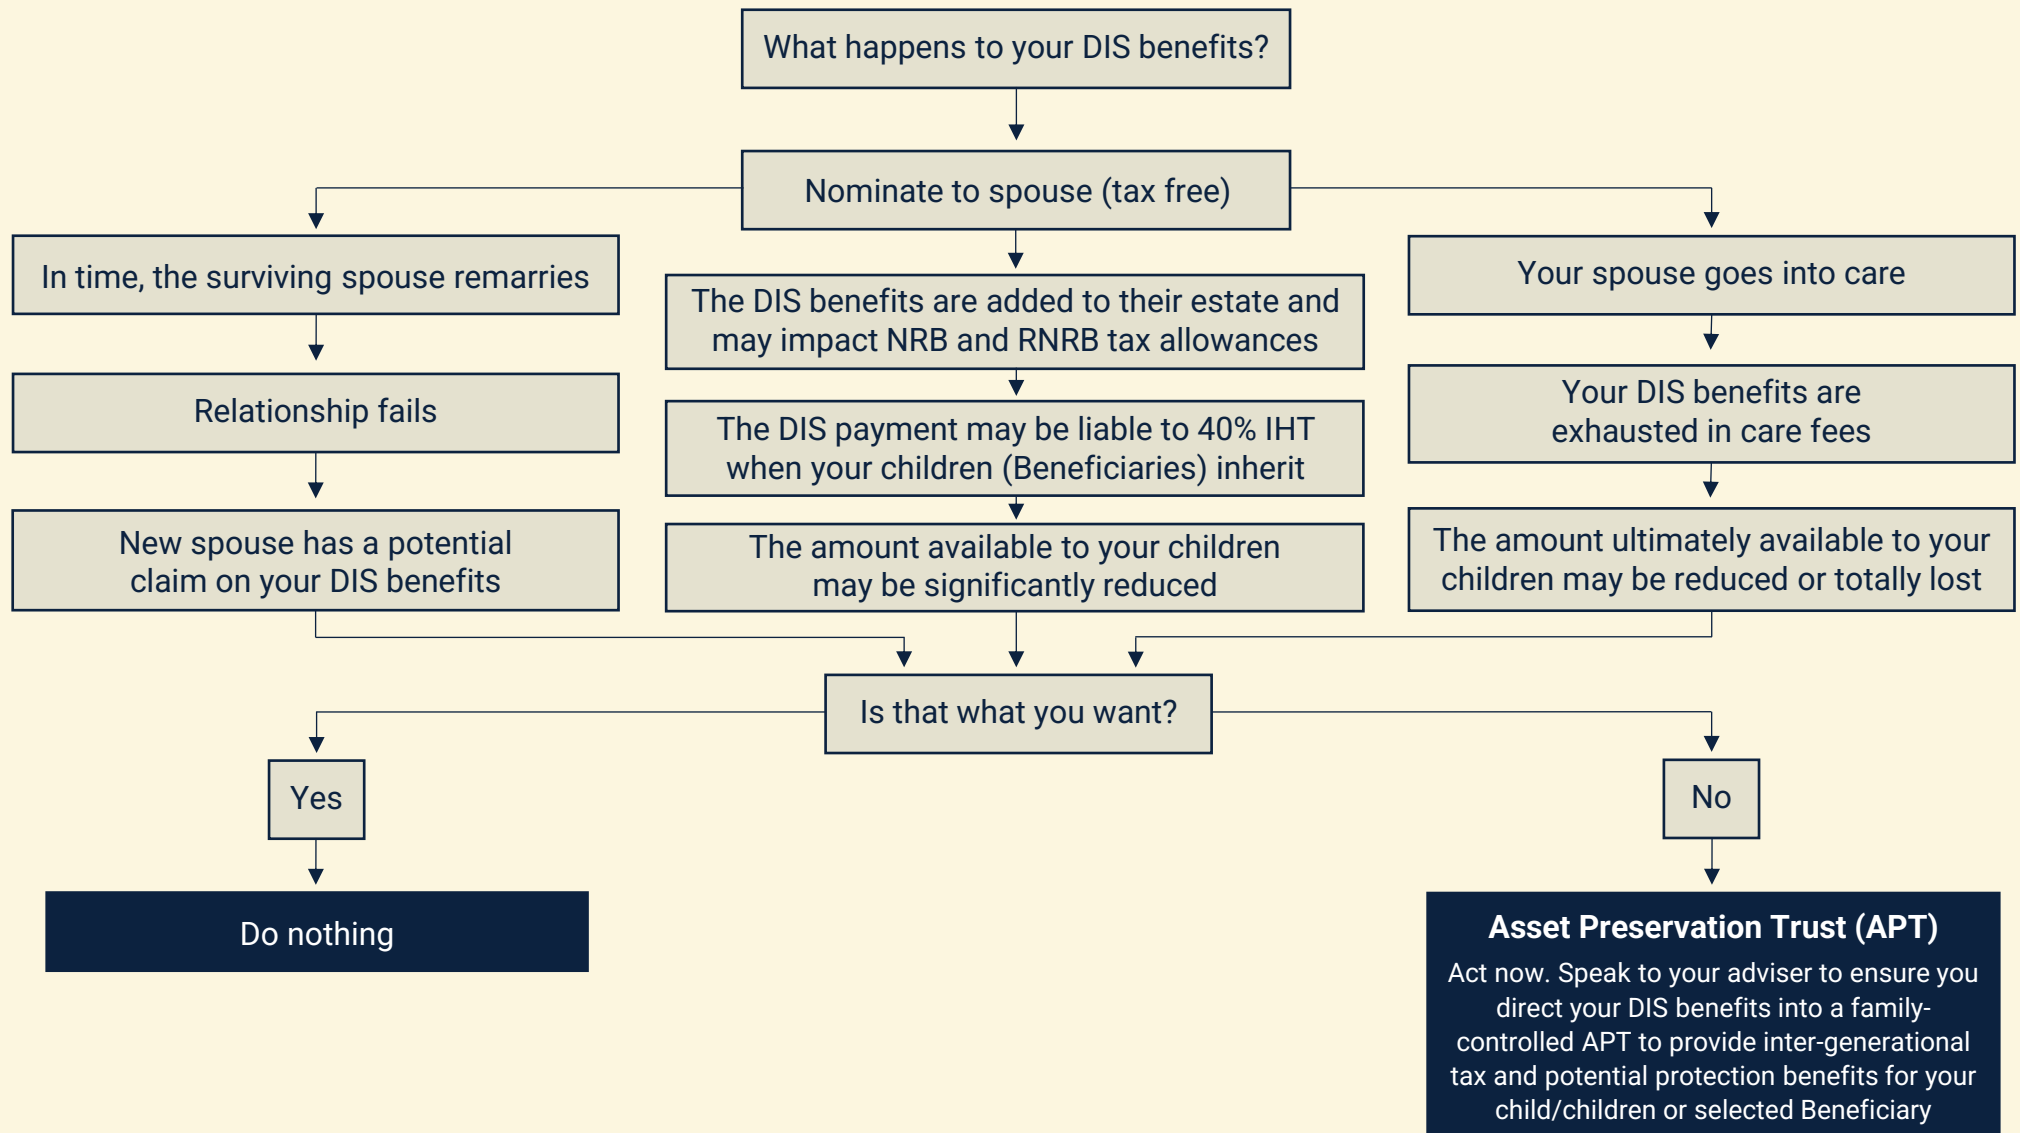 What happens to your DIS benefits?
Nominate to spouse (tax free)
In time, the surviving spouse remarries
Relationship fails
New spouse has a potential
claim on your DIS benefits
The DIS benefits are added to their estate and
may impact NRB and RNRB tax allowances
The DIS payment may be liable to 40% IHT
when your children (Beneficiaries) inherit
The amount available to your children
may be significantly reduced
Your spouse goes into care
Your DIS benefits are
exhausted in care fees
The amount ultimately available to your
children may be reduced or totally lost
Is that what you want?
Yes
Do nothing
No
Asset Preservation Trust (APT)
Act now. Speak to your adviser to ensure you
direct your DIS benefits into a family-
controlled APT to provide inter-generational
tax and potential protection benefits for your
child/children or selected Beneficiary